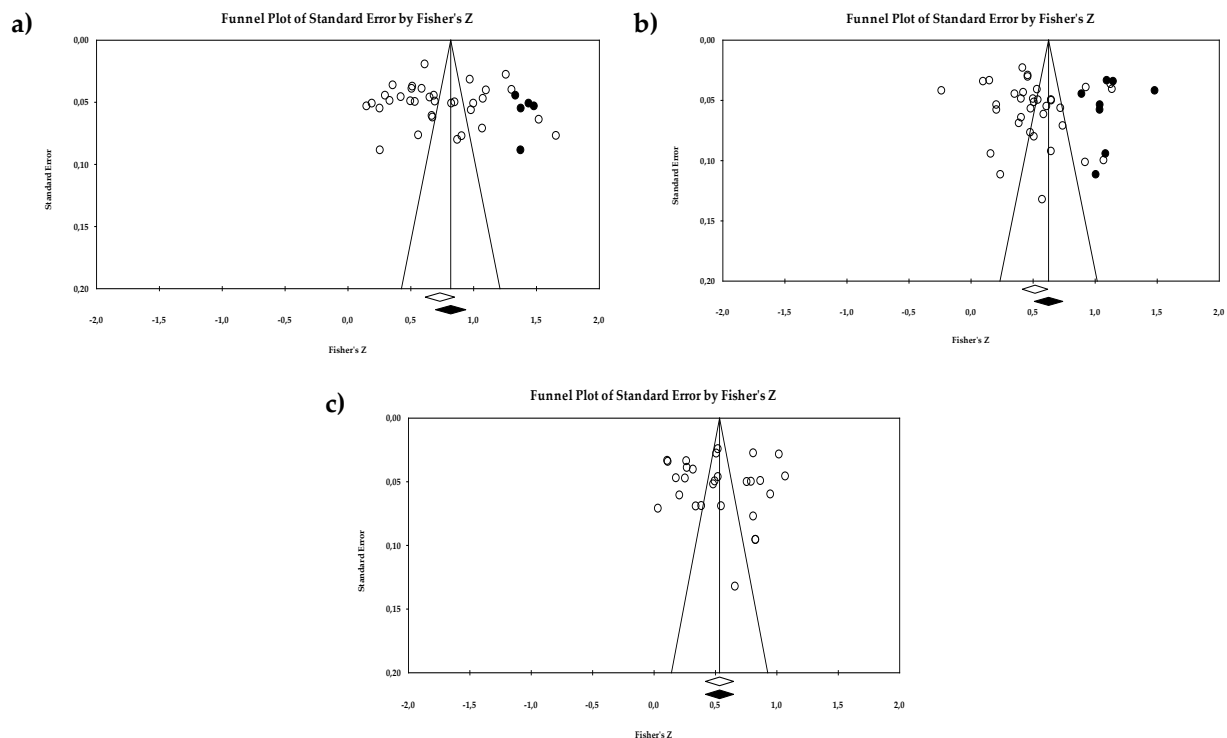 a)
Funnel Plot of Standard Error by Fisher's Z
0,00
0,05
0,10
0,15
0,20
Standard Error
-2,0 -1,5 -1,0 -0,5 0,0 0,5 1,0 1,5 2,0
Fisher's Z
b)
Funnel Plot of Standard Error by Fisher's Z
0,00
0,05
0,10
0,15
0,20
Standard Error
-2,0 -1,5 -1,0 -0,5 0,0 0,5 1,0 1,5 2,0
Fisher's Z
c)
Funnel Plot of Standard Error by Fisher's Z
0,00
0,05
0,10
0,15
0,20
Standard Error
-2,0 -1,5 -1,0 -0,5 0,0 0,5 1,0 1,5 2,0
Fisher's Z